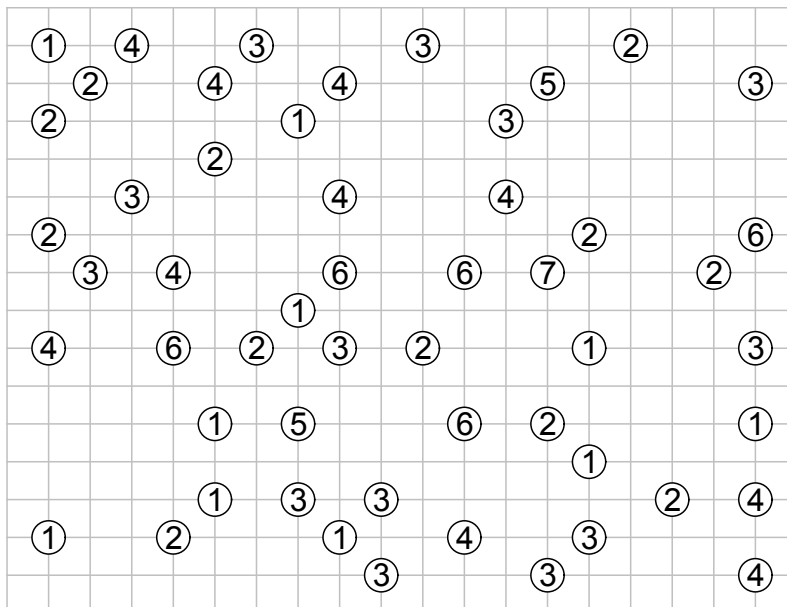 1 4 3 3 2
2 4 4 5 3
2 1 3
2
3 4 4
2 2 6
3 4 6 6 7 2
1
4 6 2 3 2 1 3
1 5 6 2 1
1
1 3 3 2 4
1 2 1 4 3
3 3 4